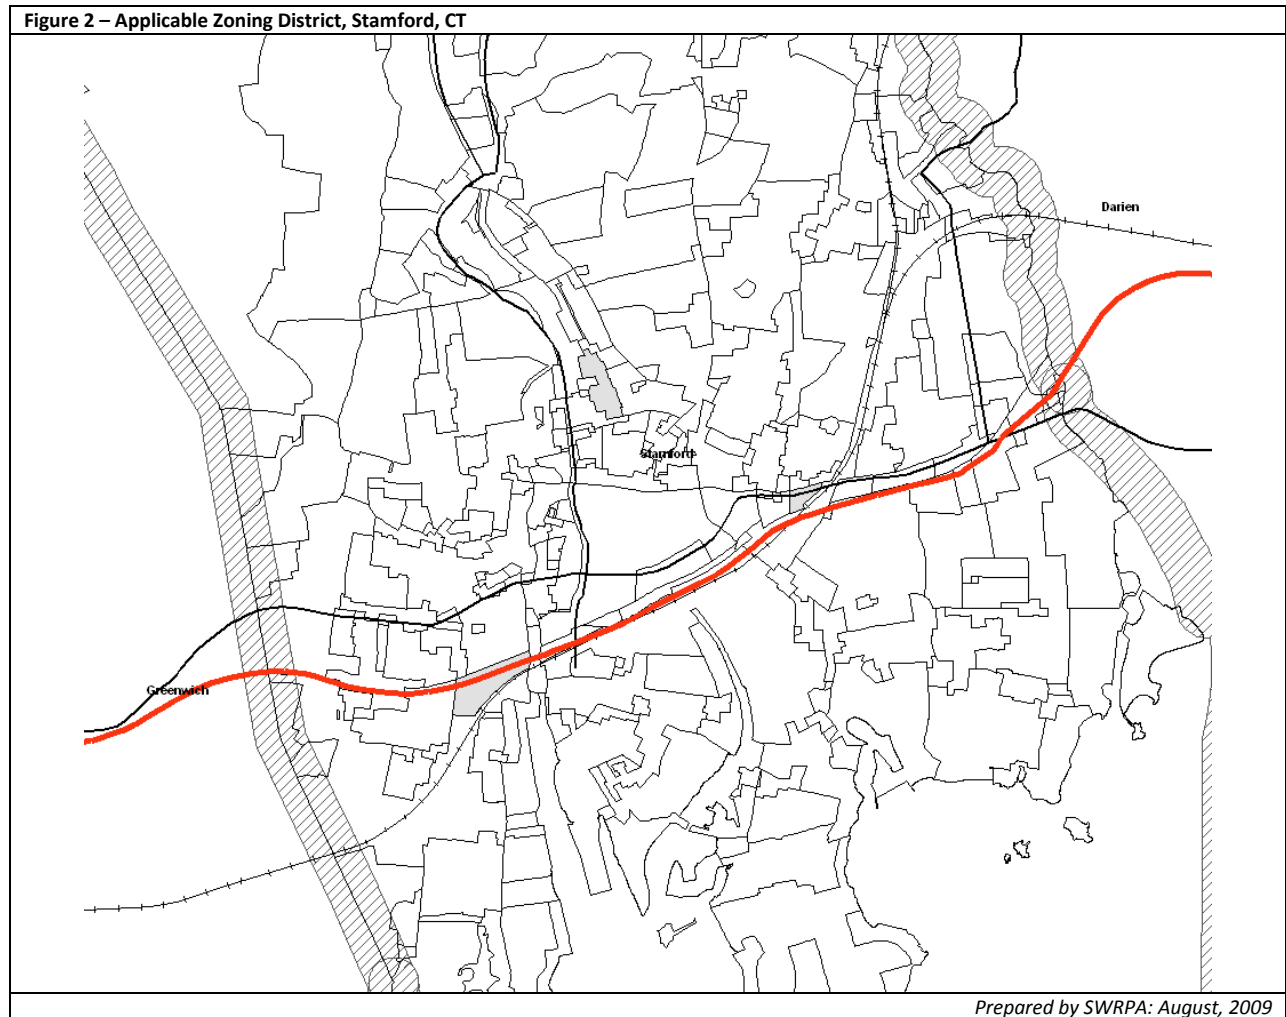 Figure 2 – Applicable Zoning District, Stamford, CT
Darien
Stamford
Greenwich
Prepared by SWRPA: August, 2009